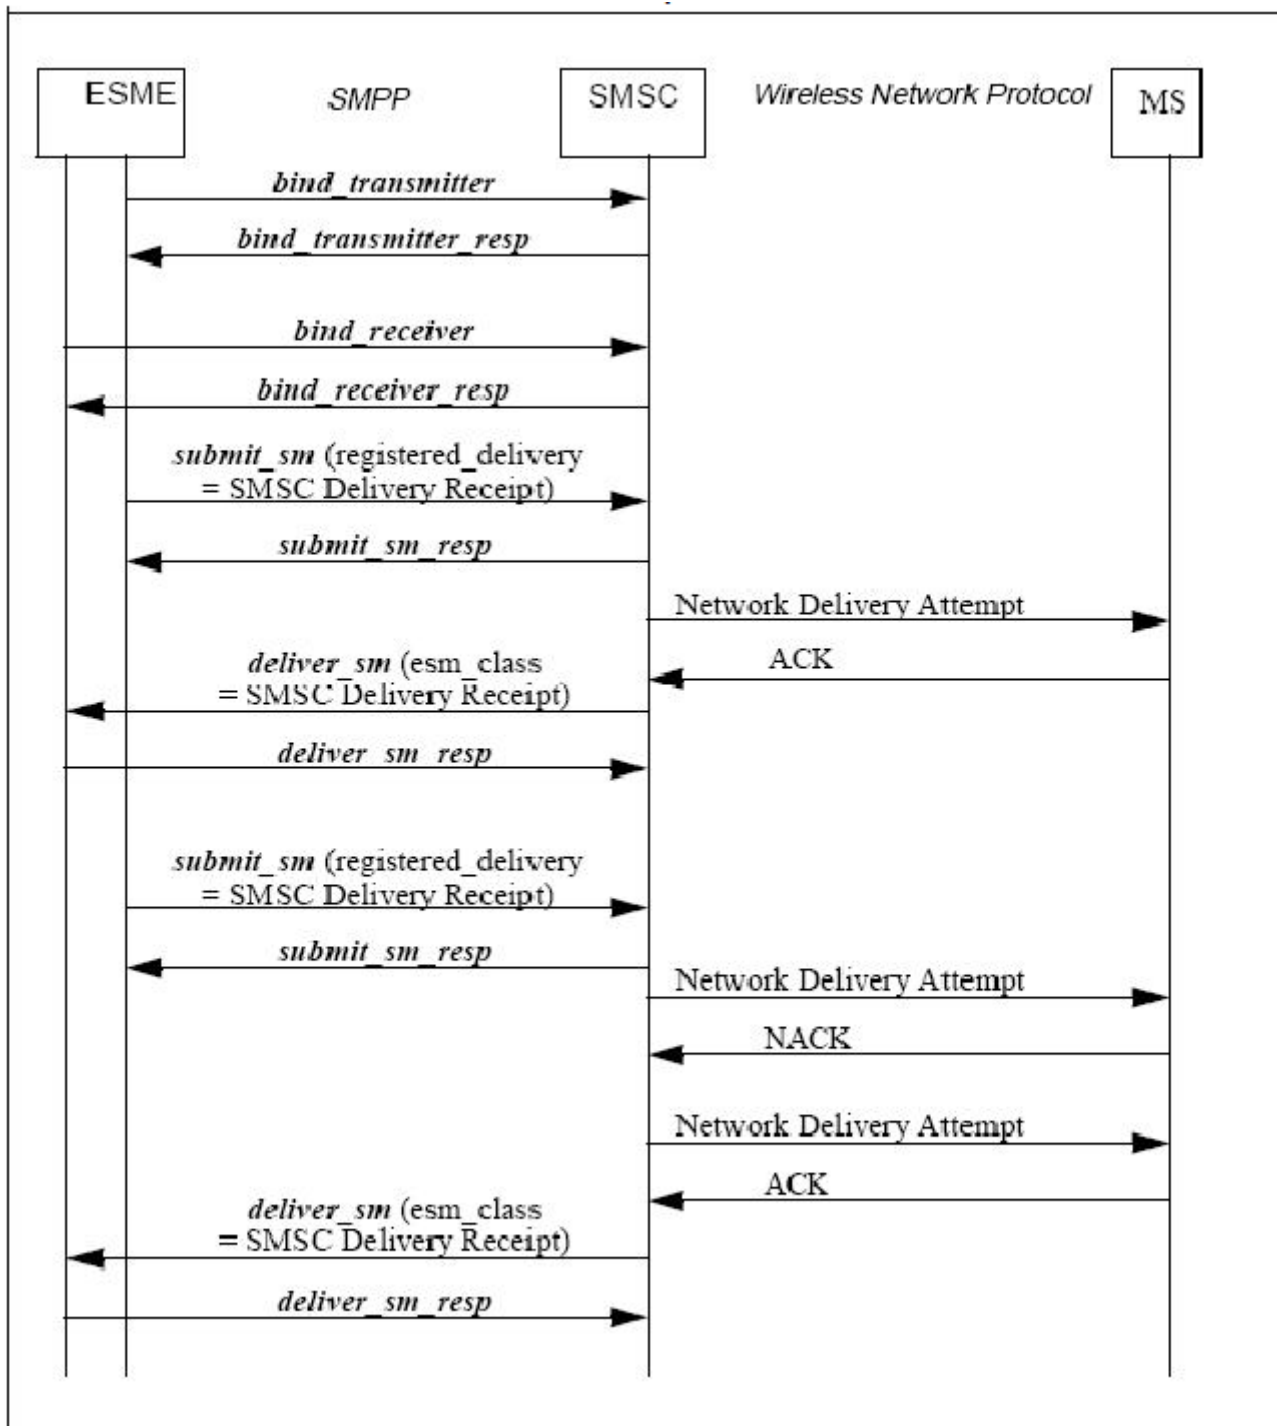 ESME
SMPP
SMSC
Wireless Network Protocol
MS
bind_transmitter
bind_transmitter_resp
bind_receiver
bind_receiver_resp
submit_sm (registered_delivery
= SMSC Delivery Receipt)
submit_sm_resp
Network Delivery Attempt
ACK
deliver_sm (esm_class
= SMSC Delivery Receipt)
deliver_sm_resp
submit_sm (registered_delivery
= SMSC Delivery Receipt)
submit_sm_resp
Network Delivery Attempt
NACK
Network Delivery Attempt
ACK
deliver_sm (esm_class
= SMSC Delivery Receipt)
deliver_sm_resp